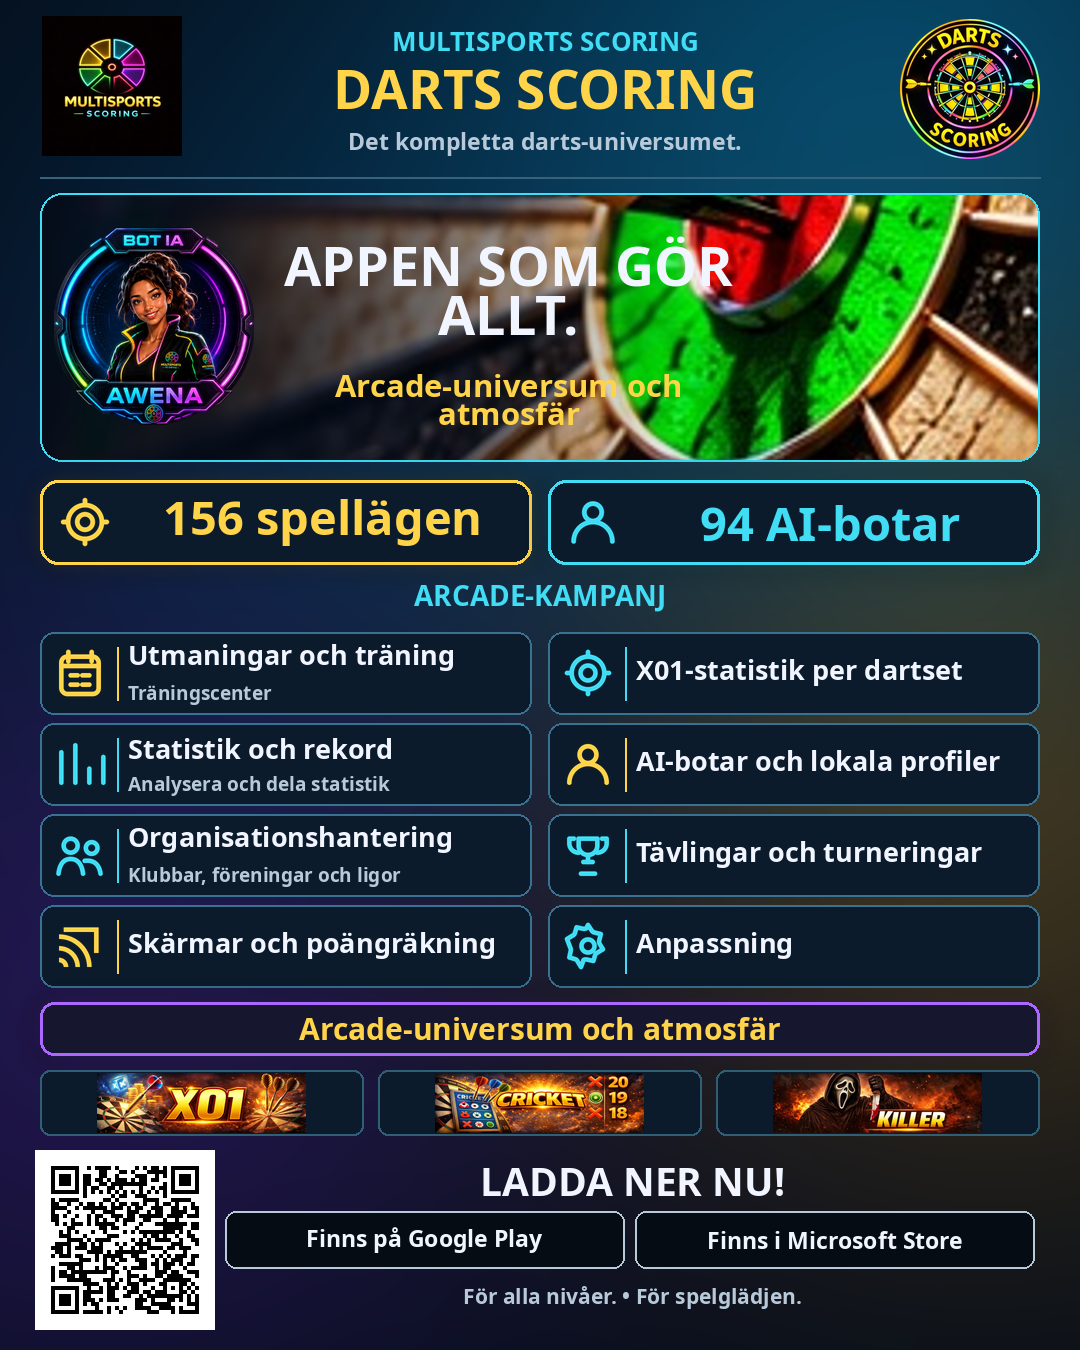 MULTISPORTS
SCORING
MULTISPORTS SCORING
DARTS SCORING
Det kompletta darts-universumet.
DARTS
SCORING
BOT IA
AWENA
APPEN SOM GÖR
ALLT.
Arcade-universum och
atmosfär
156 spellägen
94 AI-botar
ARCADE-KAMPANJ
Utmaningar och träning
Träningscenter
X01-statistik per dartset
Statistik och rekord
Analysera och dela statistik
AI-botar och lokala profiler
Organisationshantering
Klubbar, föreningar och ligor
Tävlingar och turneringar
Skärmar och poängräkning
Anpassning
Arcade-universum och atmosfär
X01
CRICKET
CRICKET
20
19
18
KILLER
LADDA NER NU!
Finns på Google Play
Finns i Microsoft Store
För alla nivåer. • För spelglädjen.